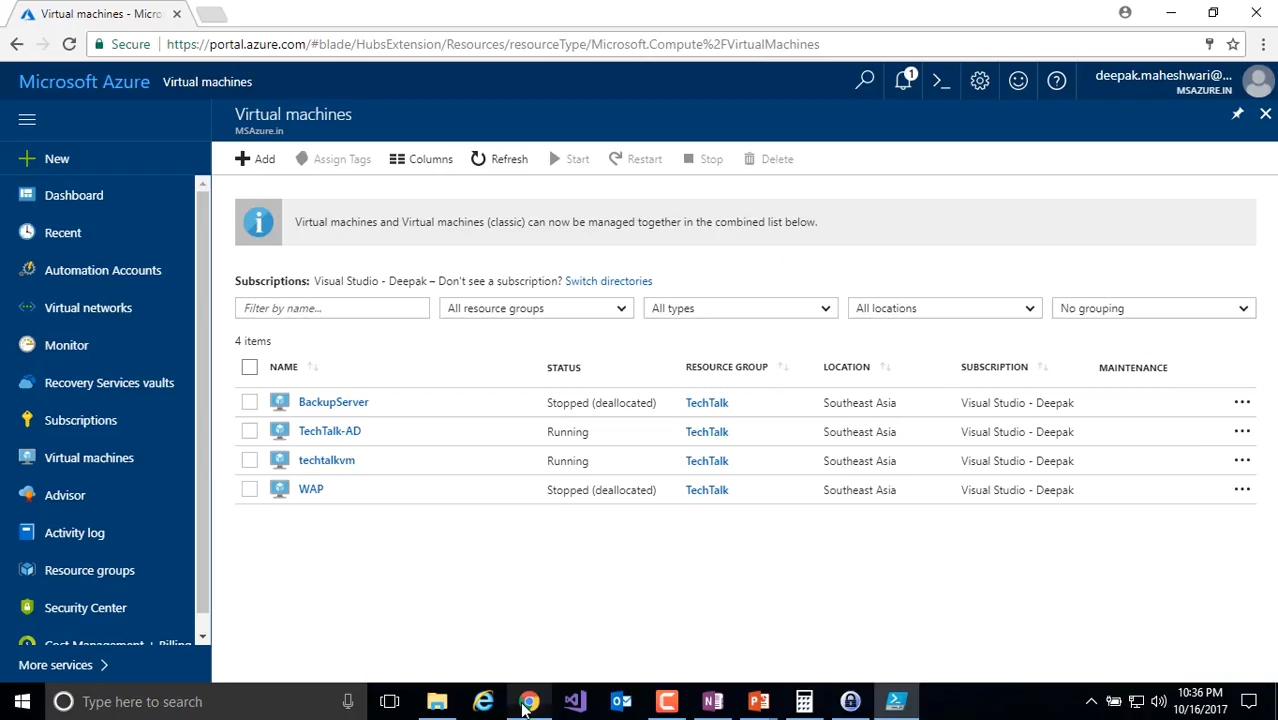 Virtual machines - Micro
Secure
https://portal.azure.com/#blade/HubsExtension/Resources/resourceType/Microsoft.Compute%2FVirtualMachines
Microsoft Azure
Virtual machines
1
deepak.maheshwari@...
MSAZURE.IN
Virtual machines
MSAzure.in
New
Add
Assign Tags
Columns
Refresh
Start
Restart
Stop
Delete
Dashboard
Recent
Automation Accounts
Virtual networks
Monitor
Recovery Services vaults
Subscriptions
Virtual machines
Advisor
Activity log
Resource groups
Security Center
Cost Management + Billing
More services
Virtual machines and Virtual machines (classic) can now be managed together in the combined list below.
Subscriptions: Visual Studio - Deepak – Don't see a subscription? Switch directories
Filter by name...
All resource groups
All types
All locations
No grouping
4 items
NAME STATUS RESOURCE GROUP LOCATION SUBSCRIPTION MAINTENANCE
BackupServer Stopped (deallocated) TechTalk Southeast Asia Visual Studio - Deepak
TechTalk-AD Running TechTalk Southeast Asia Visual Studio - Deepak
techtalkvm Running TechTalk Southeast Asia Visual Studio - Deepak
WAP Stopped (deallocated) TechTalk Southeast Asia Visual Studio - Deepak
Type here to search
10:36 PM
10/16/2017